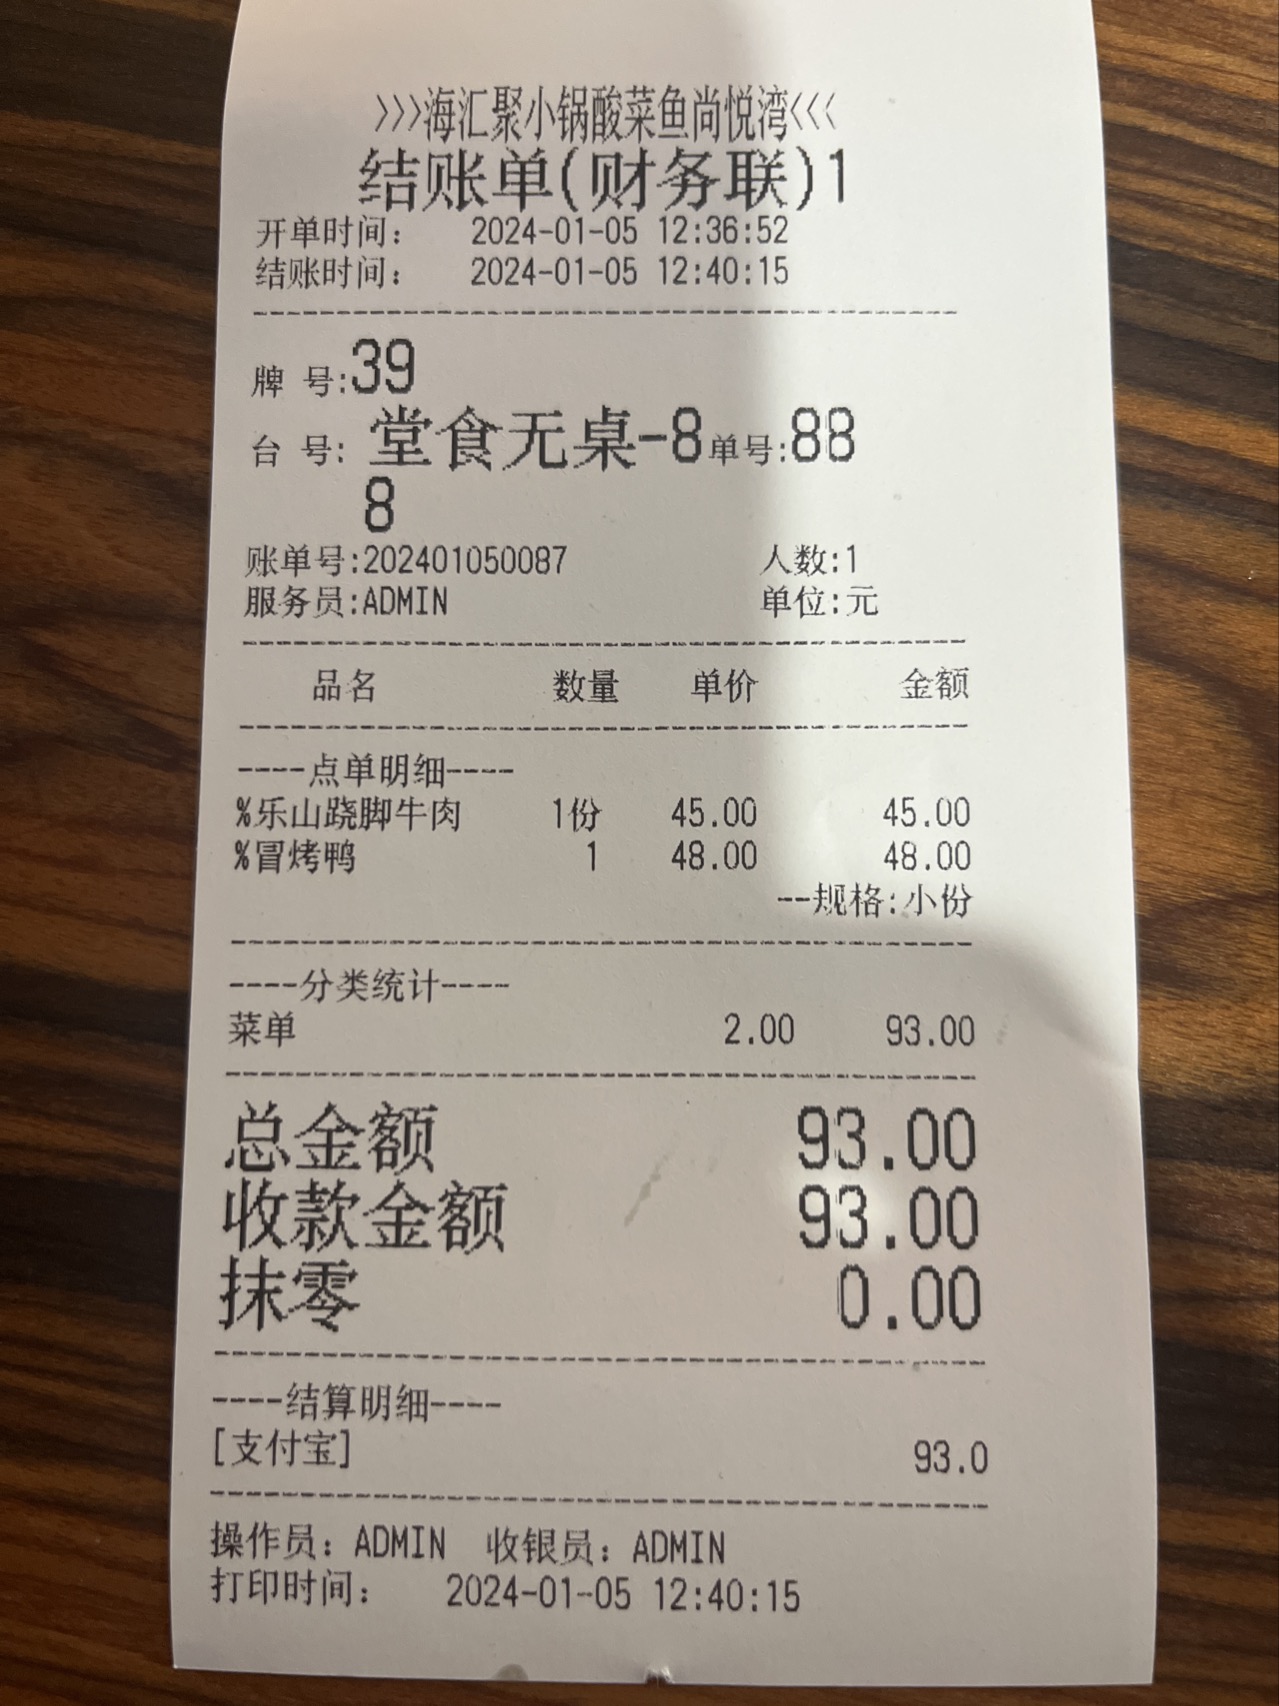 >>>海汇聚小锅酸菜鱼尚悦湾<<<
结账单(财务联)1
开单时间： 2024-01-05 12:36:52
结账时间： 2024-01-05 12:40:15
牌 号:39
台 号: 堂食无桌-8单号:88
8
账单号:202401050087 人数:1
服务员:ADMIN 单位:元
品名 数量 单价 金额
----点单明细----
%乐山跷脚牛肉 1份 45.00 45.00
%冒烤鸭 1 48.00 48.00
--规格:小份
----分类统计----
菜单 2.00 93.00
总金额 93.00
收款金额 93.00
抹零 0.00
----结算明细----
[支付宝] 93.0
操作员：ADMIN 收银员：ADMIN
打印时间： 2024-01-05 12:40:15